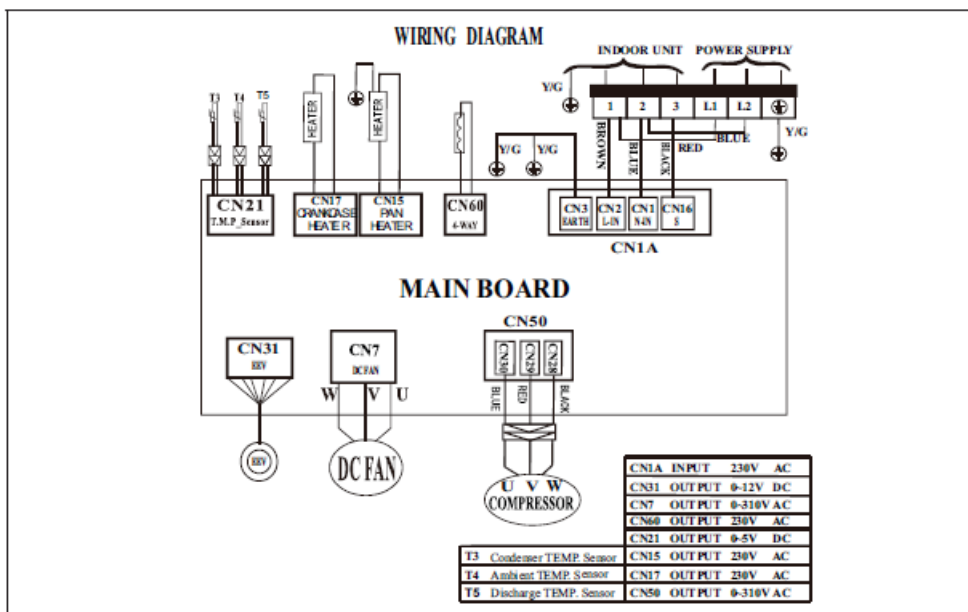 WIRING DIAGRAM
INDOOR UNIT POWER SUPPLY
Y/G
1 2 3 L1 L2
T3 T4 T5
HEATER
HEATER
BROWN
BLUE
BLACK
RED
BLUE
Y/G
Y/G Y/G
CN21
T.M.P_Sensor
CN17
CRANKCASE
HEATER
CN15
PAN
HEATER
CN60
4-WAY
CN3
EARTH
CN2
L-IN
CN1
N-IN
CN16
S
CN1A
MAIN BOARD
CN31
EEV
CN7
DC FAN
CN50
CN30 CN29 CN28
W V U
BLUE RED BLACK
EEV
DC FAN
U V W
COMPRESSOR
CN1A INPUT 230V AC
CN31 OUTPUT 0-12V DC
CN7 OUTPUT 0-310V AC
CN60 OUTPUT 230V AC
CN21 OUTPUT 0-5V DC
T3 Condenser TEMP. Sensor CN15 OUTPUT 230V AC
T4 Ambient TEMP. Sensor CN17 OUTPUT 230V AC
T5 Discharge TEMP. Sensor CN50 OUTPUT 0-310V AC